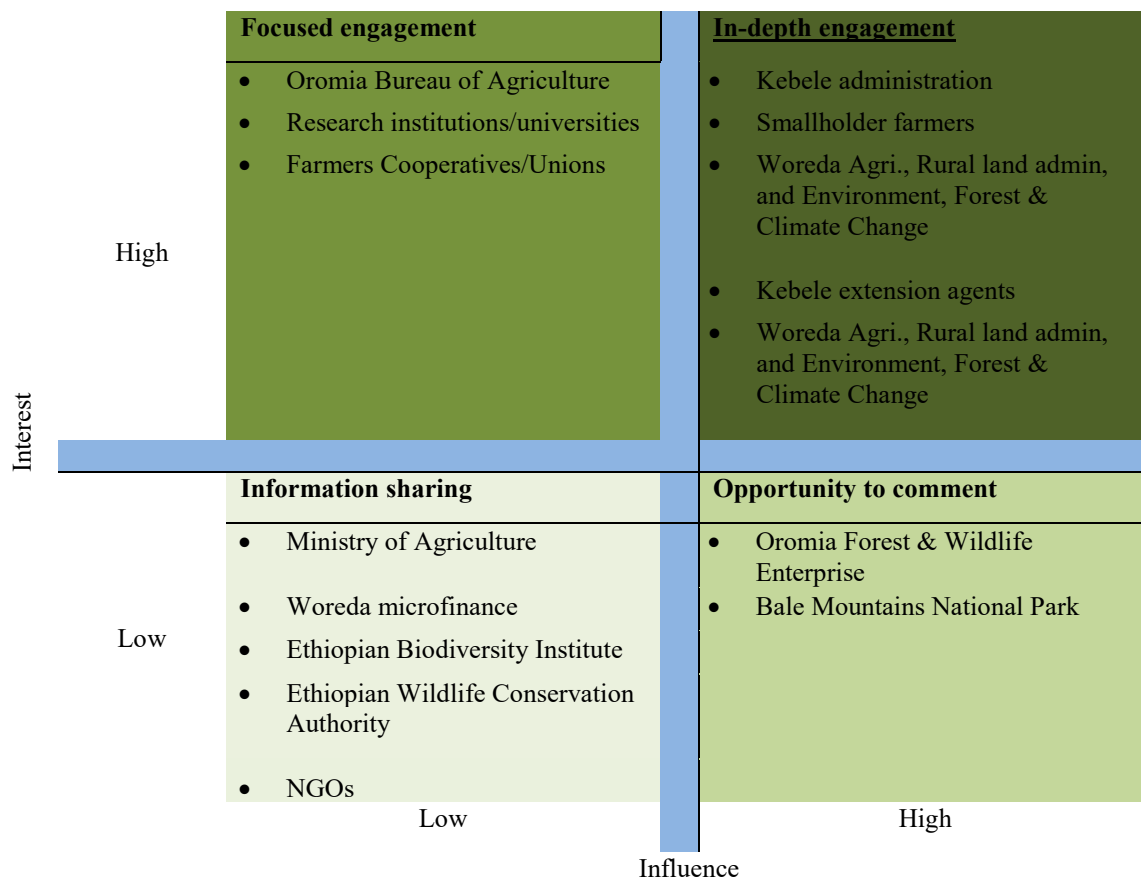 Focused engagement
• Oromia Bureau of Agriculture
• Research institutions/universities
• Farmers Cooperatives/Unions
In-depth engagement
• Kebele administration
• Smallholder farmers
• Woreda Agri., Rural land admin,
and Environment, Forest &
Climate Change
• Kebele extension agents
• Woreda Agri., Rural land admin,
and Environment, Forest &
Climate Change
High
Interest
Information sharing
• Ministry of Agriculture
• Woreda microfinance
• Ethiopian Biodiversity Institute
• Ethiopian Wildlife Conservation
Authority
• NGOs
Opportunity to comment
• Oromia Forest & Wildlife
Enterprise
• Bale Mountains National Park
Low
Low
High
Influence